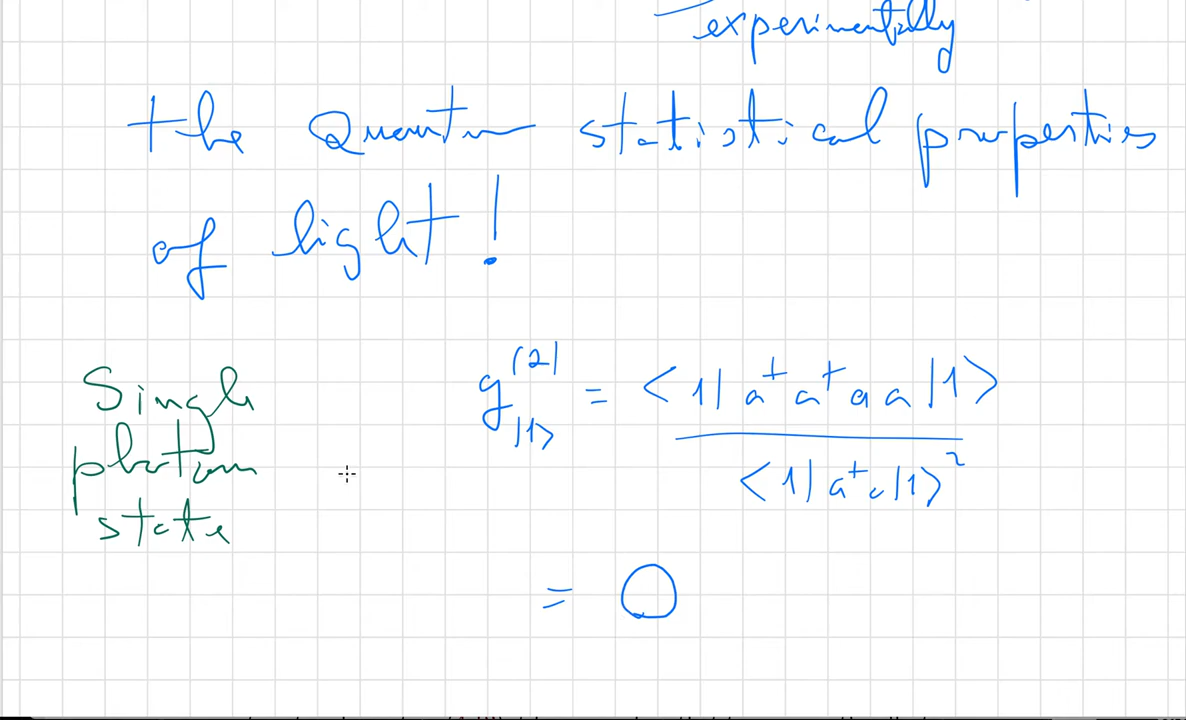 experimentally
the Quantum statistical properties
of light!
Single
photon
state
g^{(2)}_{|1>} = <1| a^+ a^+ a a |1> / <1| a^+ a |1>^2
= 0